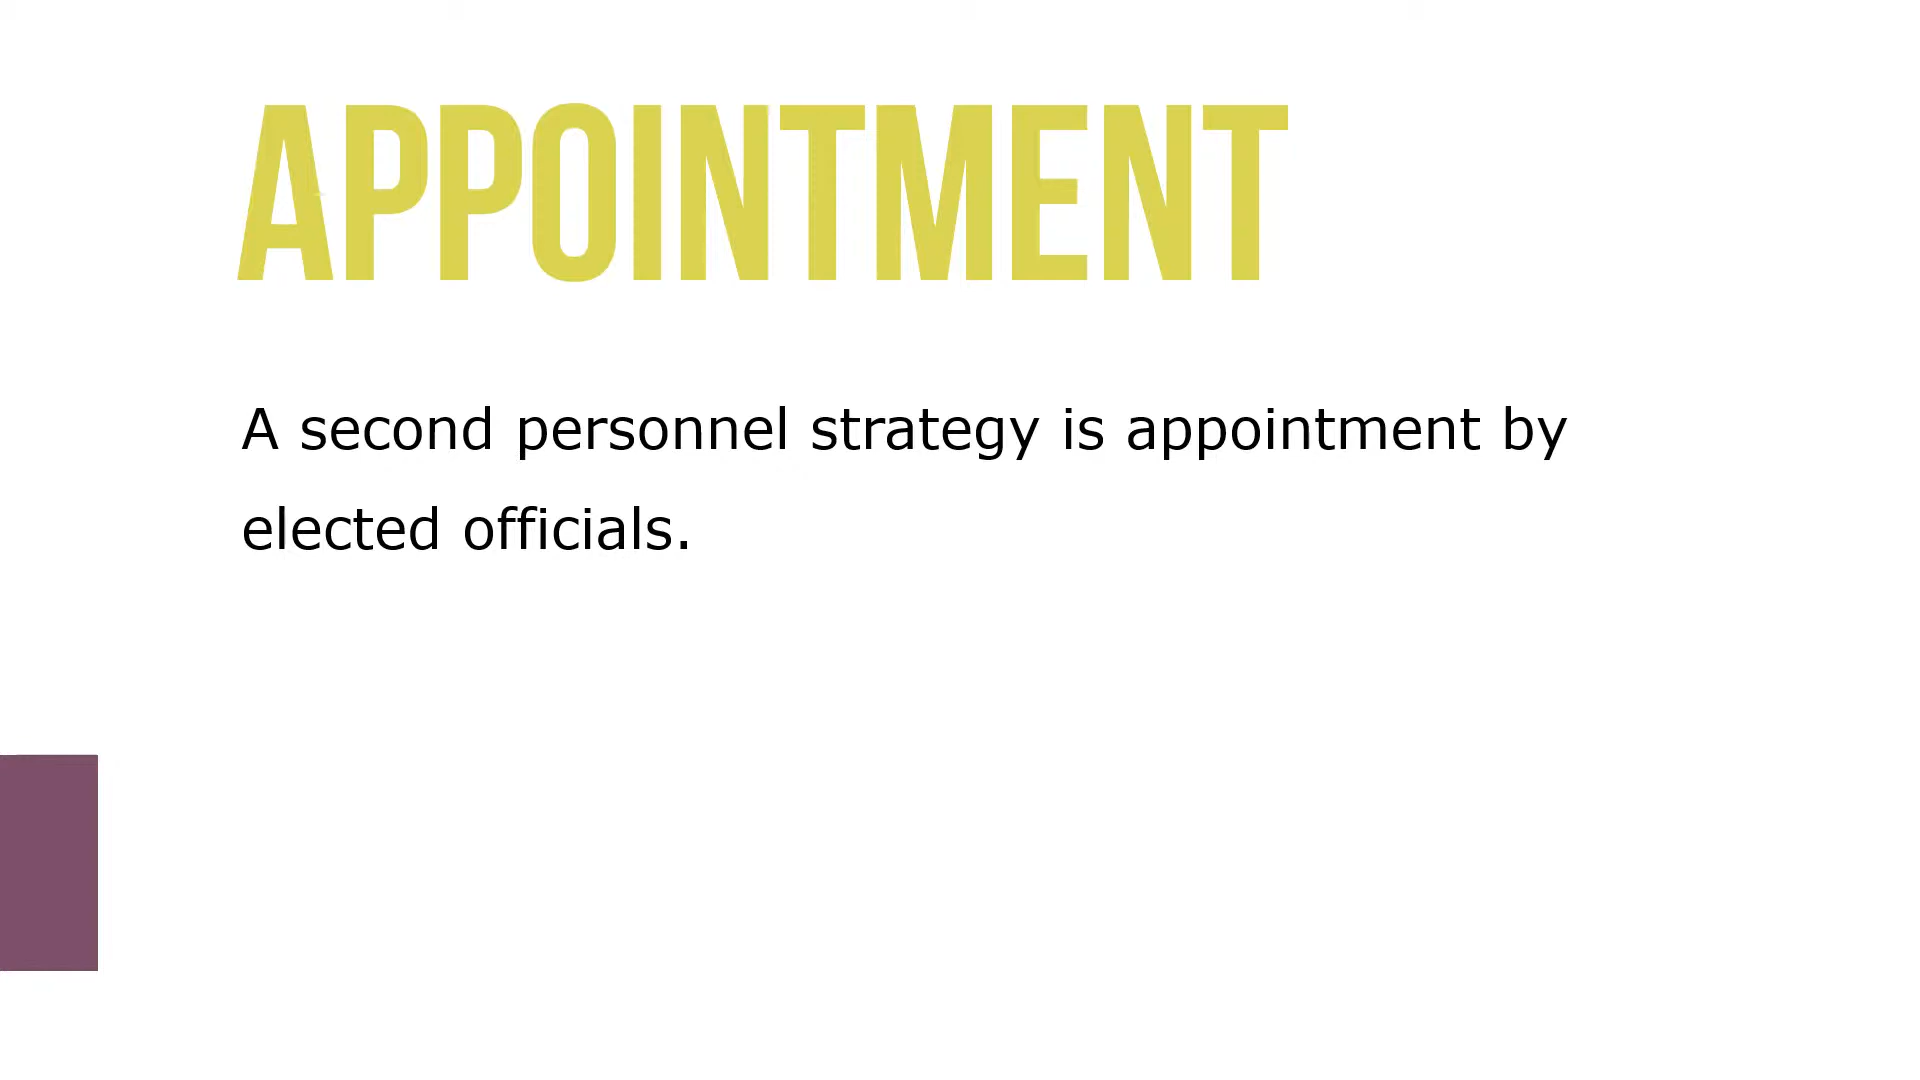 APPOINTMENT
A second personnel strategy is appointment by
elected officials.